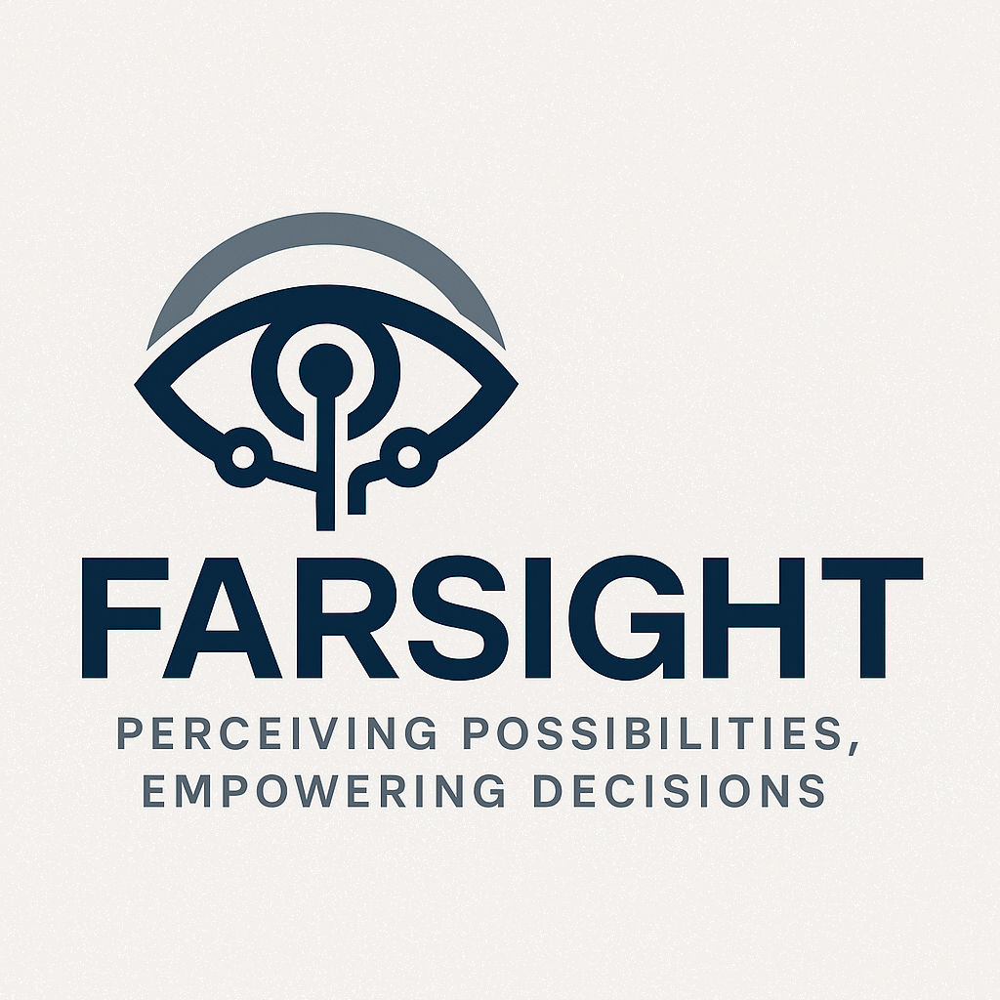 FARSIGHT
PERCEIVING POSSIBILITIES,
EMPOWERING DECISIONS